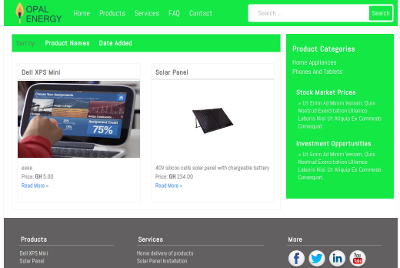 OPAL
ENERGY
Home Products Services FAQ Contact
Search ...
Search
Sort by: Product Names Date Added
Dell XPS Mini
75%
eeee
Price: GH 5.00
Read More »
Solar Panel
40V silicon cells solar panel with chargeable battery
Price: GH 254.00
Read More »
Product Categories
Home Appliances
Phones And Tablets
Stock Market Prices
» Ut Enim Ad Minim Veniam, Quis
Nostrud Exercitation Ullamco
Laboris Nisi Ut Aliquip Ex Commodo
Consequat.
Investment Opportunities
» Ut Enim Ad Minim Veniam, Quis
Nostrud Exercitation Ullamco
Laboris Nisi Ut Aliquip Ex Commodo
Consequat.
Products
Dell XPS Mini
Solar Panel
Services
Home delivery of products
Solar Panel Installation
More
You
Tube